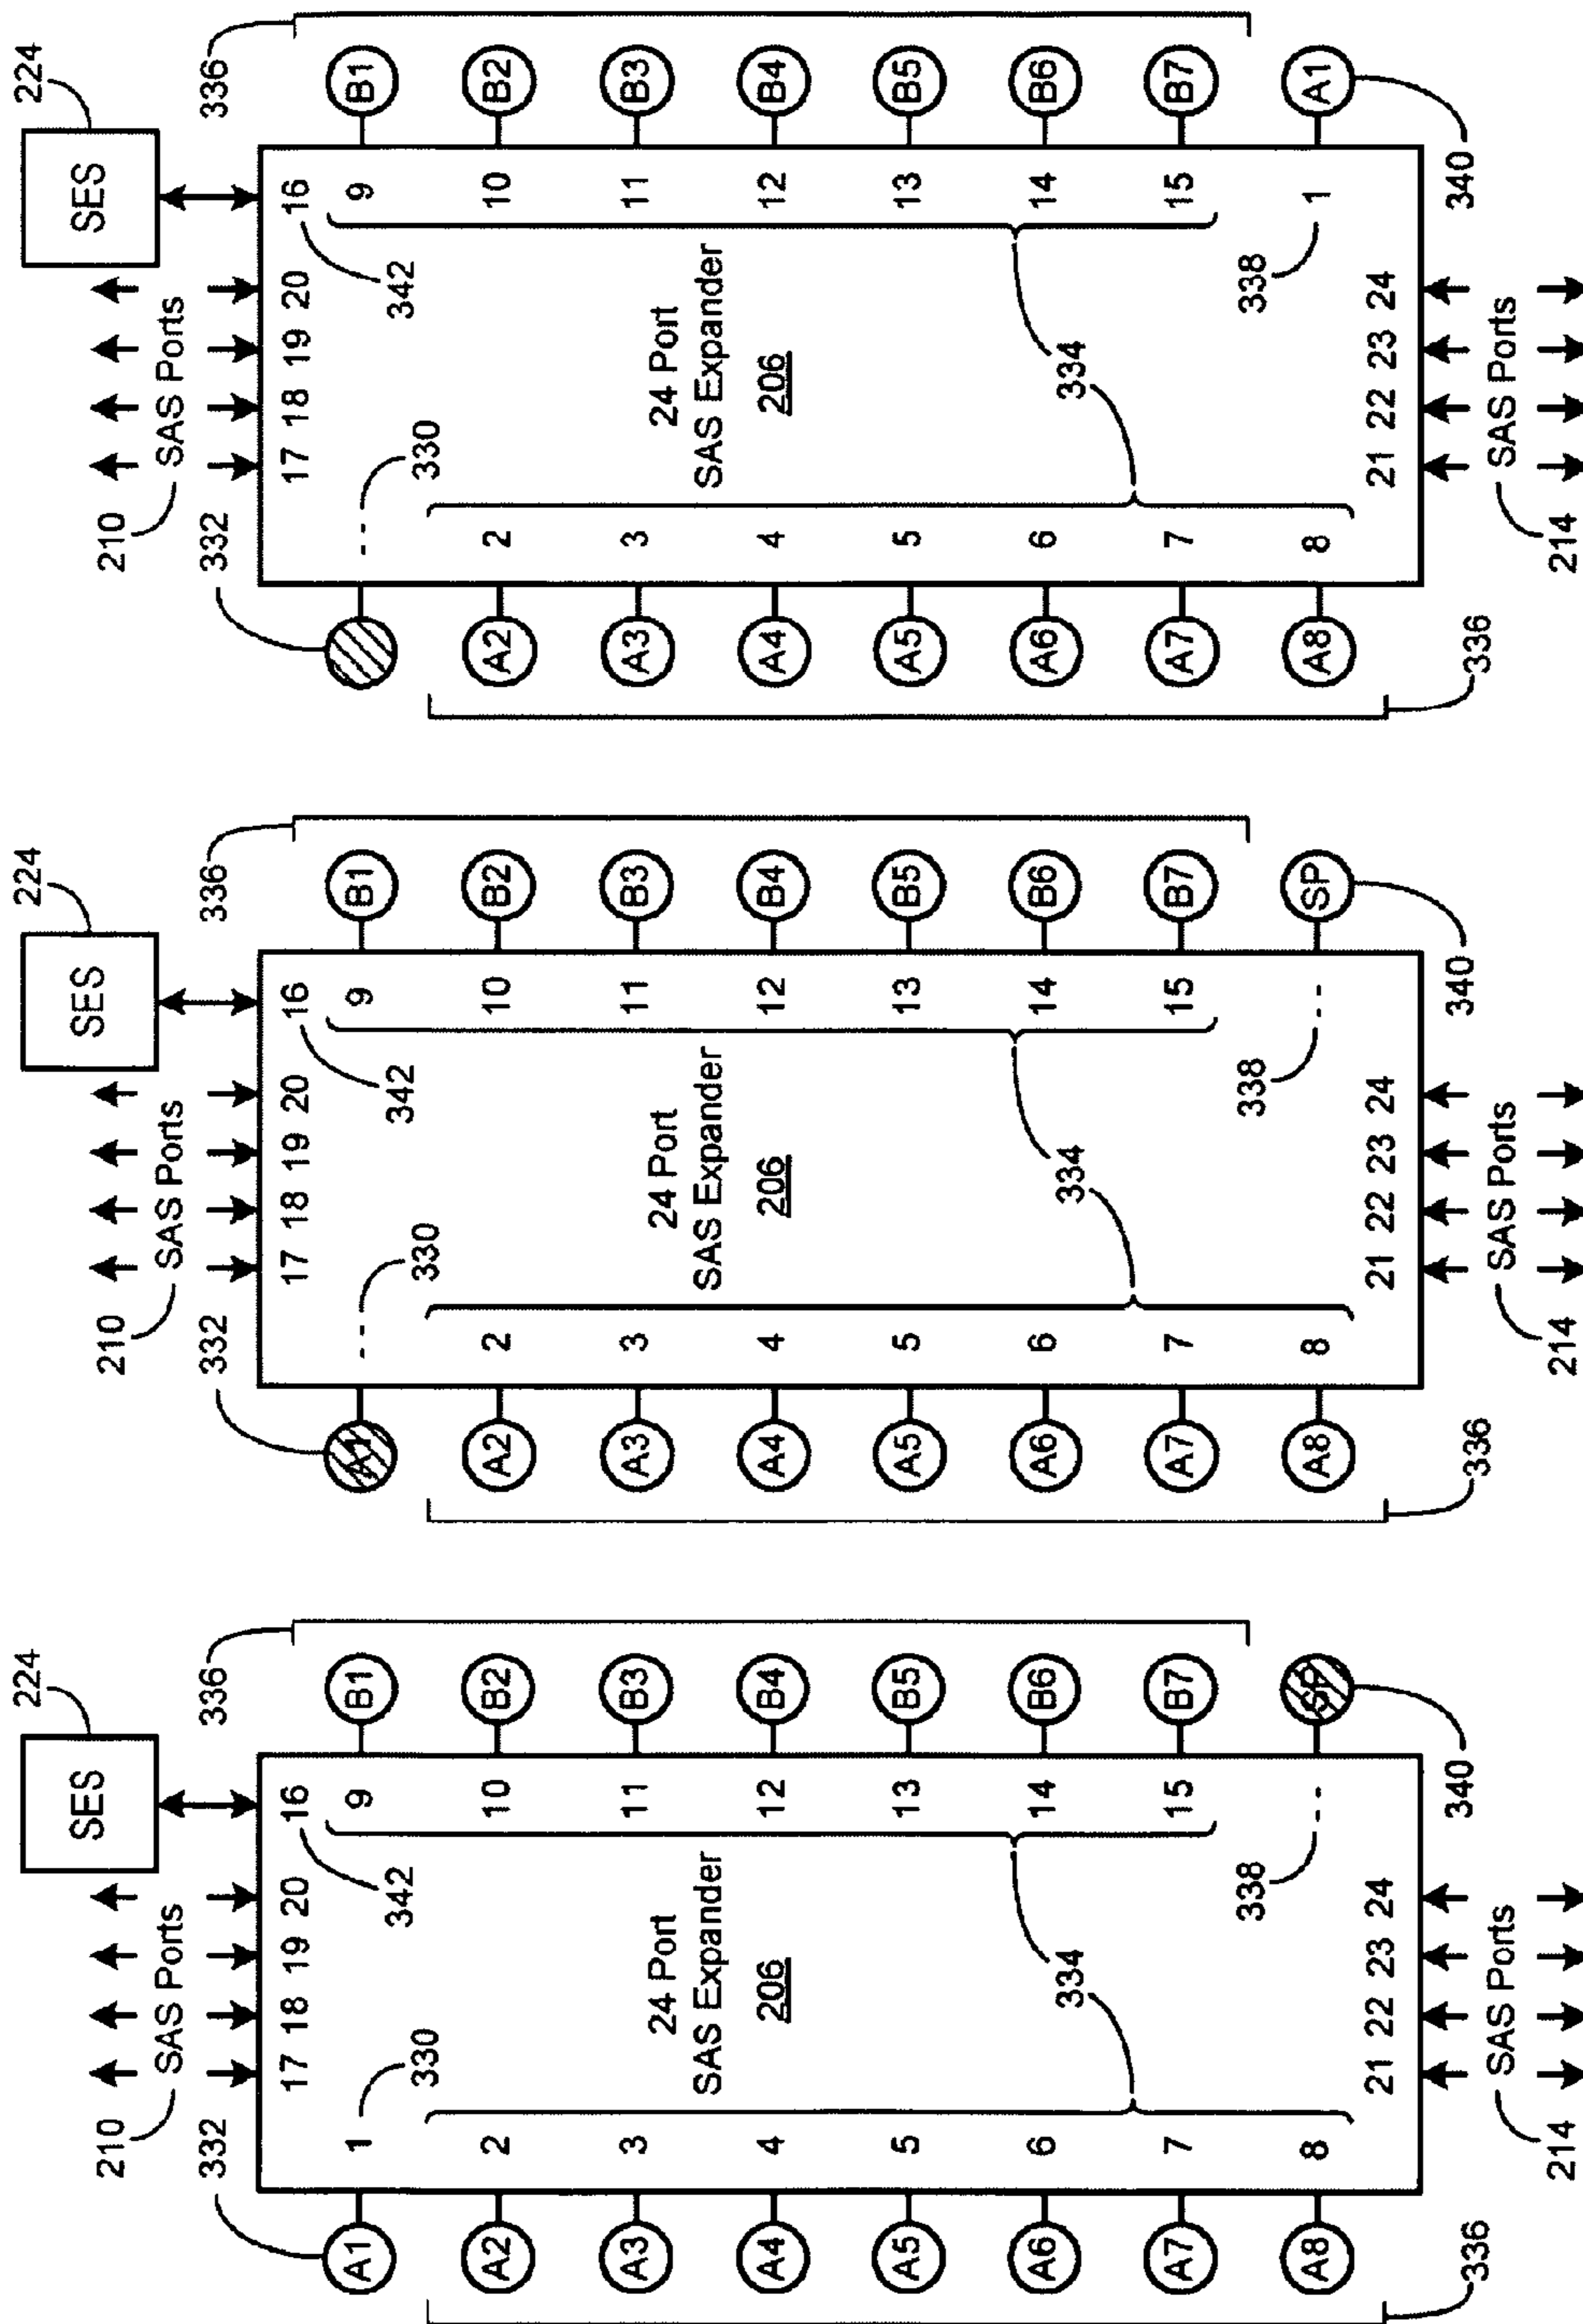 224
SES
210 SAS Ports 336
332 17 18 19 20 16
A1 1 9 B1
330 342
A2 2 10 B2
A3 3 11 B3
24 Port
SAS Expander
A4 4 206 12 B4
A5 5 13 B5
A6 6 334 14 B6
A7 7 15 B7
338
A8 8 --
21 22 23 24
336 340
214 SAS Ports
224
SES
210 SAS Ports 336
332 17 18 19 20 16
-- 9 B1
330 342
A2 2 10 B2
A3 3 11 B3
24 Port
SAS Expander
A4 4 206 12 B4
A5 5 13 B5
A6 6 334 14 B6
A7 7 15 B7
338
A8 8 -- SP
21 22 23 24
336 340
214 SAS Ports
224
SES
210 SAS Ports 336
332 17 18 19 20 16
-- 9 B1
330 342
A2 2 10 B2
A3 3 11 B3
24 Port
SAS Expander
A4 4 206 12 B4
A5 5 13 B5
A6 6 334 14 B6
A7 7 15 B7
338
A8 8 1 A1
21 22 23 24
336 340
214 SAS Ports